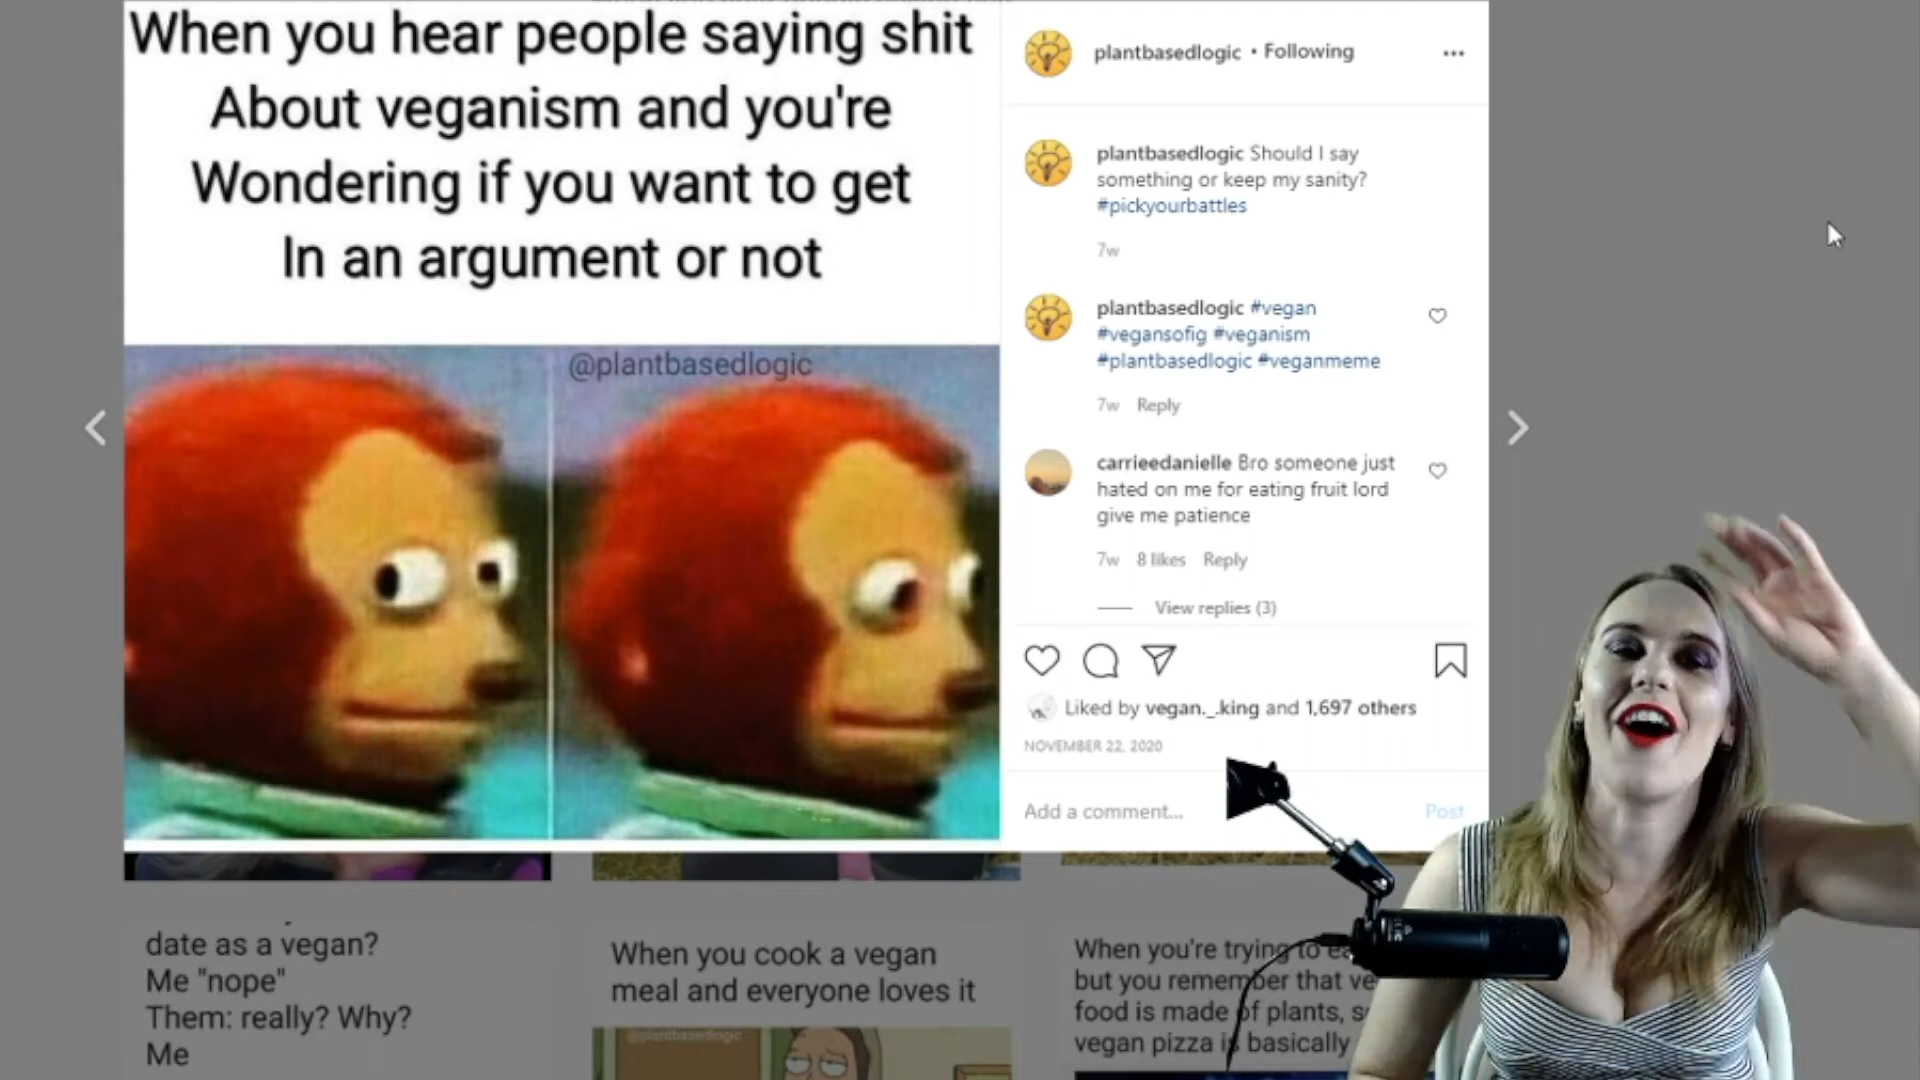 When you hear people saying shit
About veganism and you're
Wondering if you want to get
In an argument or not
@plantbasedlogic
plantbasedlogic • Following
plantbasedlogic Should I say
something or keep my sanity?
#pickyourbattles
7w
plantbasedlogic #vegan
#vegansofig #veganism
#plantbasedlogic #veganmeme
7w Reply
carrieedanielle Bro someone just
hated on me for eating fruit lord
give me patience
7w 8 likes Reply
View replies (3)
Liked by vegan._.king and 1,697 others
NOVEMBER 22, 2020
Add a comment...
Post
date as a vegan?
Me "nope"
Them: really? Why?
Me
When you cook a vegan
meal and everyone loves it
@plantbasedlogic
When you're trying to
but you remember that
food is made of plants,
vegan pizza is basically